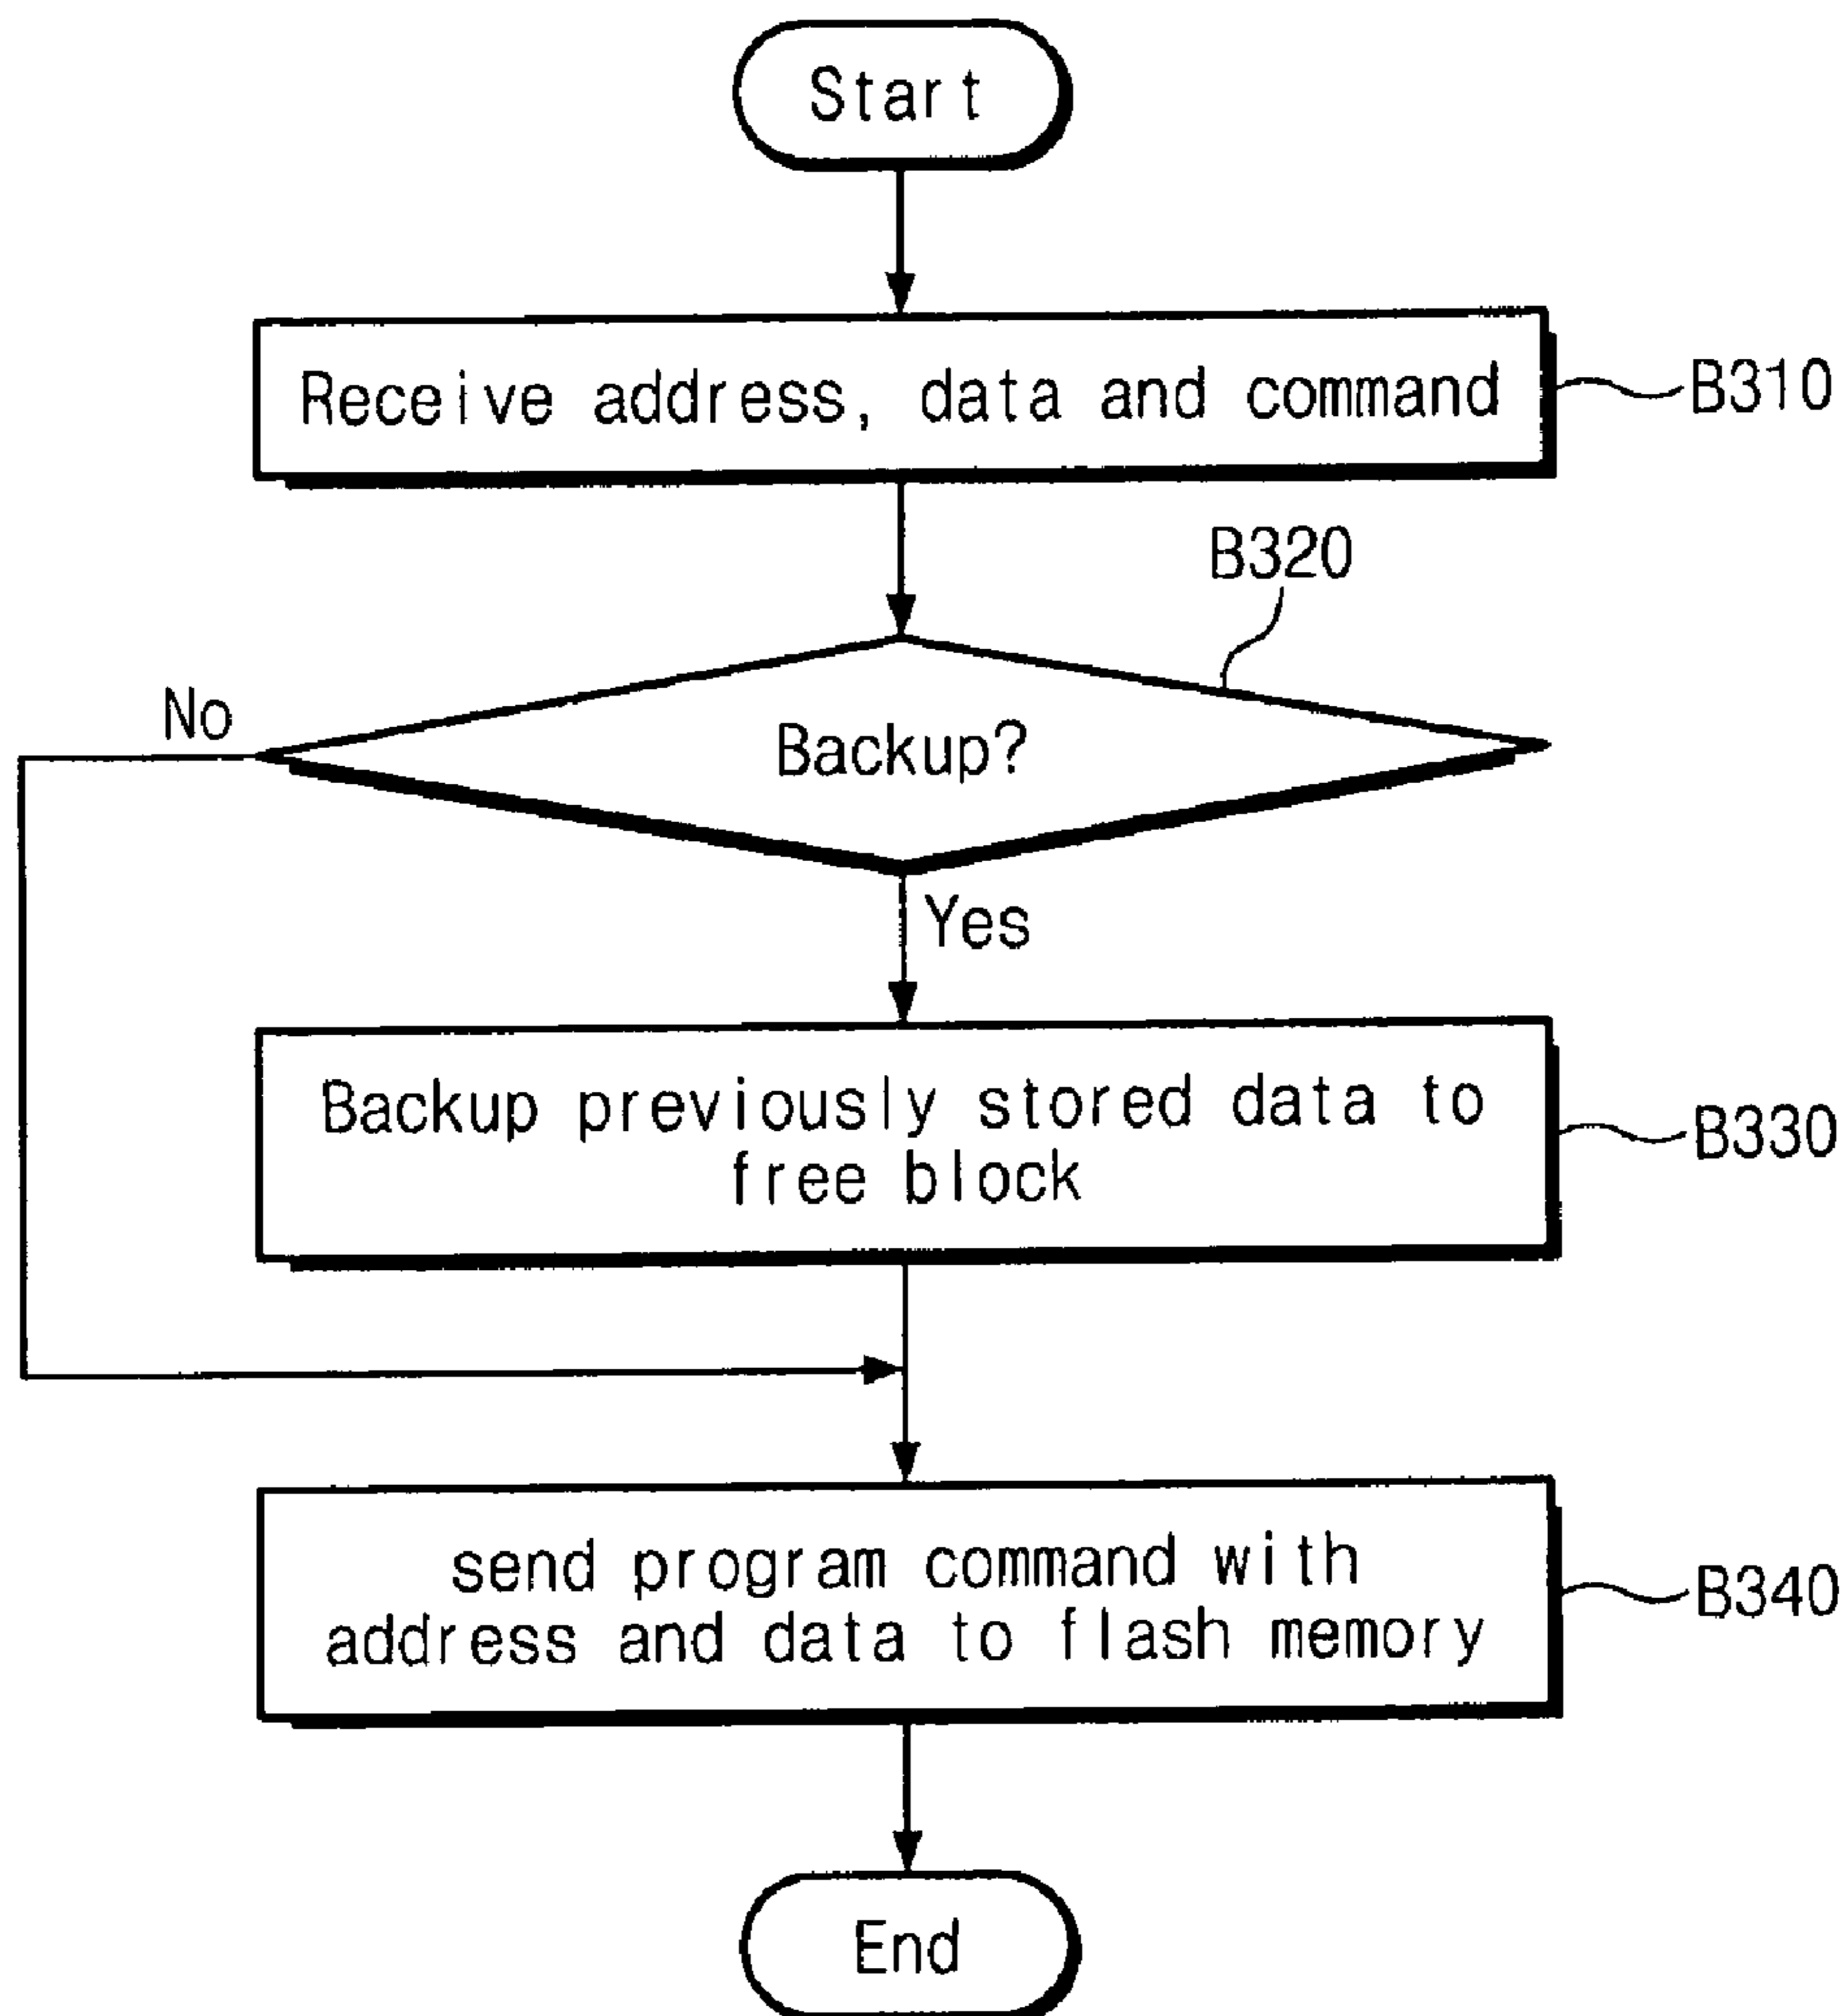 Start
Receive address, data and command
B310
B320
No
Backup?
Yes
Backup previously stored data to
free block
B330
send program command with
address and data to flash memory
B340
End